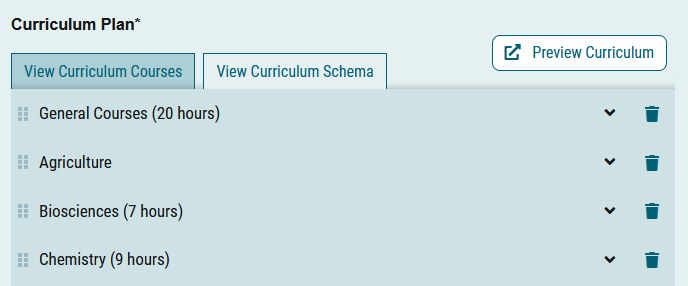 Curriculum Plan*
Preview Curriculum
View Curriculum Courses
View Curriculum Schema
General Courses (20 hours)
Agriculture
Biosciences (7 hours)
Chemistry (9 hours)